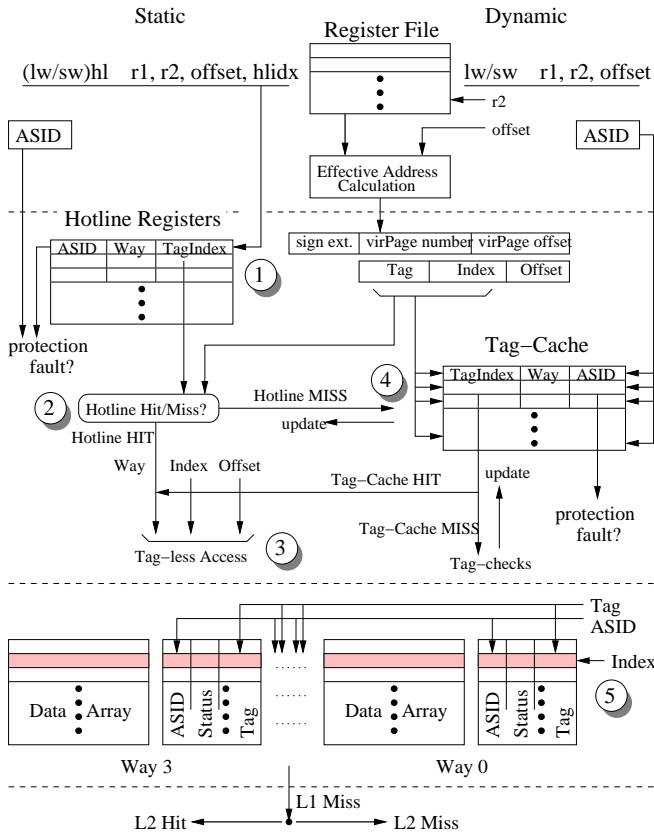 Static
Dynamic
Register File
(lw/sw)hl r1, r2, offset, hlidx
lw/sw r1, r2, offset
r2
offset
ASID
ASID
Effective Address
Calculation
Hotline Registers
ASID Way TagIndex
sign ext. virPage number virPage offset
Tag Index Offset
1
protection
fault?
Tag-Cache
TagIndex Way ASID
4
2
Hotline Hit/Miss?
Hotline MISS
update
Hotline HIT
Way Index Offset
Tag-Cache HIT
update
Tag-Cache MISS
protection
fault?
Tag-less Access
3
Tag-checks
Tag
ASID
Index
Data Array
ASID
Status
Tag
Data Array
ASID
Status
Tag
5
Way 3
Way 0
L1 Miss
L2 Hit
L2 Miss